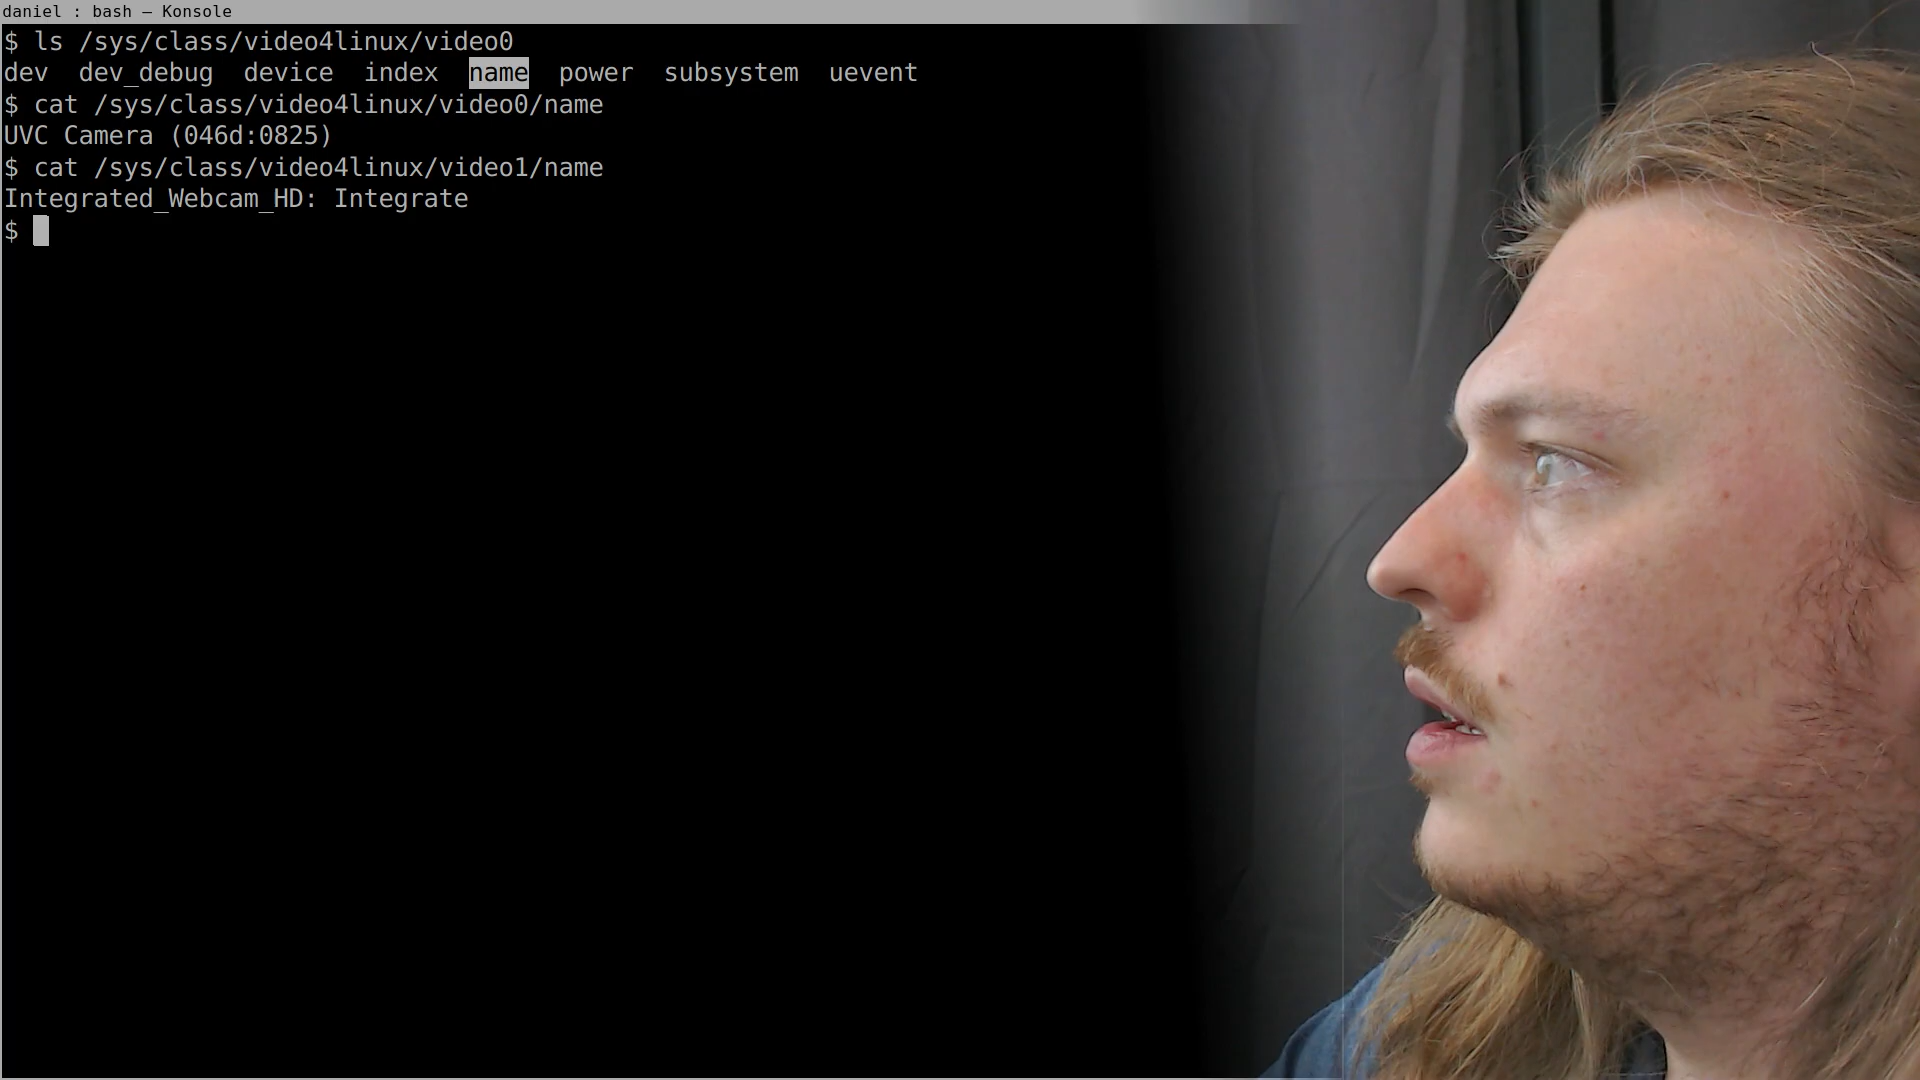 daniel : bash — Konsole
$ ls /sys/class/video4linux/video0
dev  dev_debug  device  index  name  power  subsystem  uevent
$ cat /sys/class/video4linux/video0/name
UVC Camera (046d:0825)
$ cat /sys/class/video4linux/video1/name
Integrated_Webcam_HD: Integrate
$